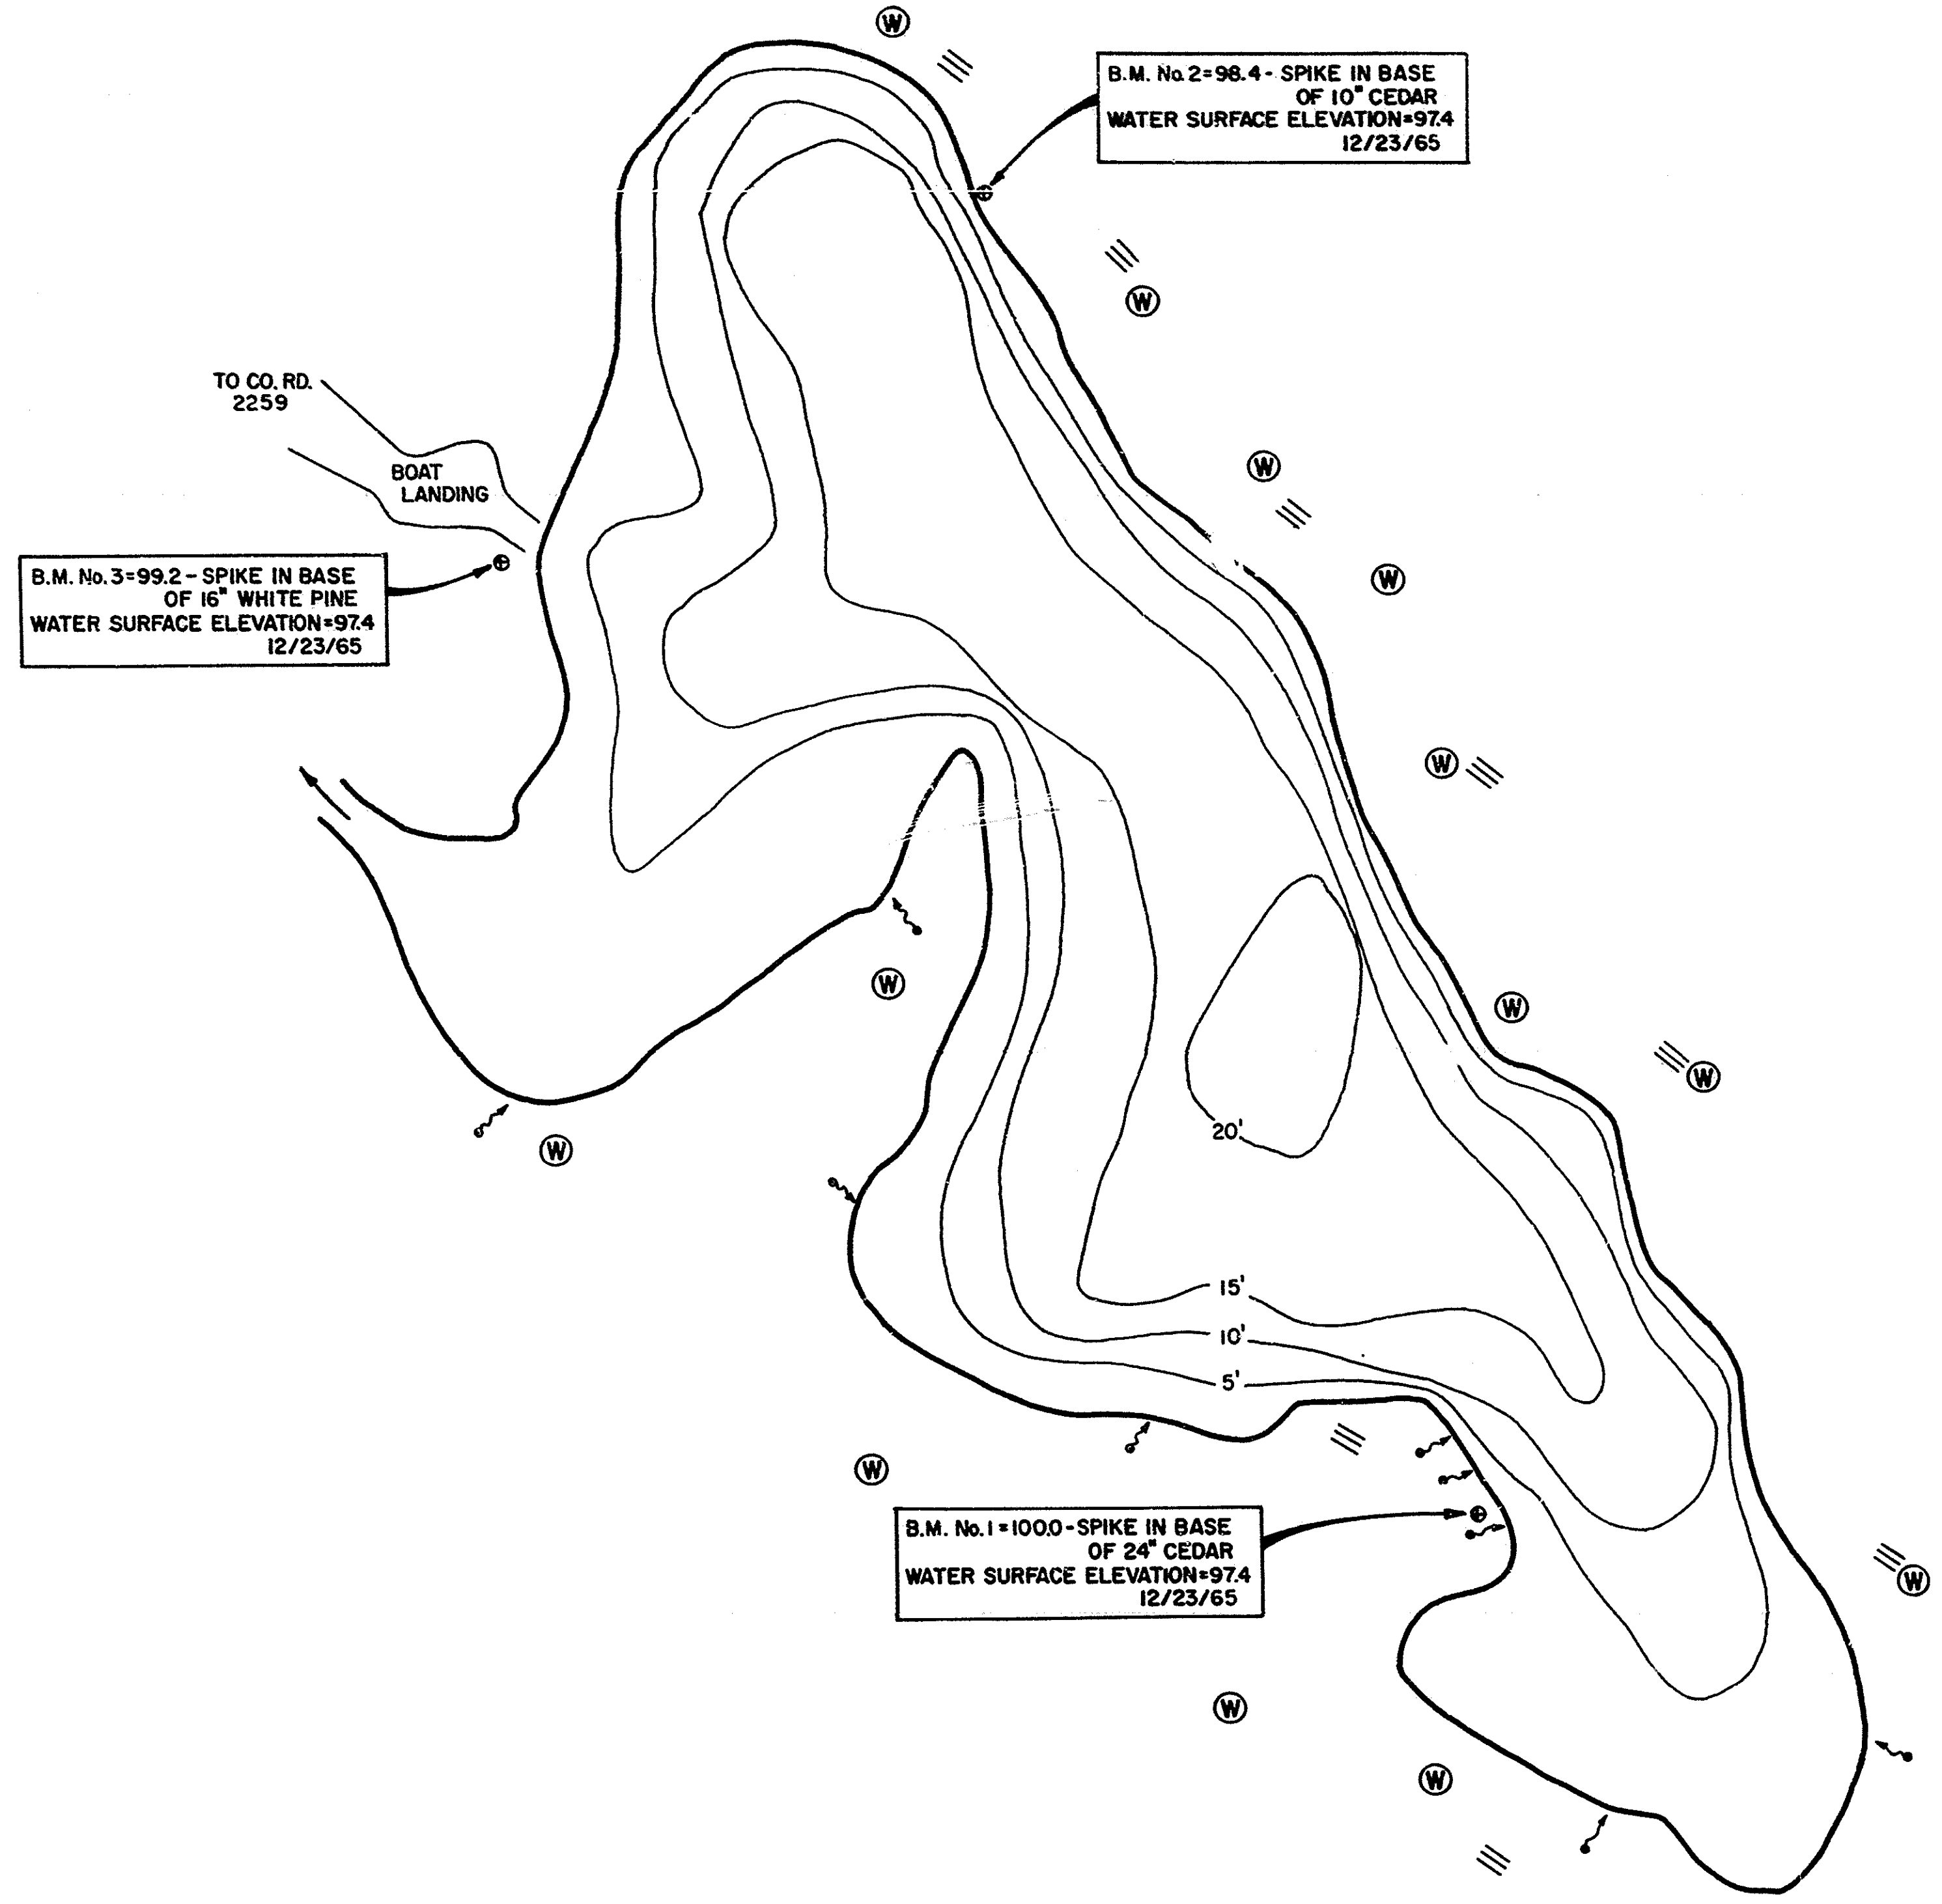 W
B.M. No. 2=98.4- SPIKE IN BASE
OF 10" CEDAR
WATER SURFACE ELEVATION=97.4
12/23/65
W
TO CO. RD.
2259
BOAT
LANDING
W
B.M. No. 3=99.2-SPIKE IN BASE
OF 16" WHITE PINE
WATER SURFACE ELEVATION=97.4
12/23/65
W
W
W
W
W
20'
W
15'
10'
5'
W
B.M. No. 1=100.0-SPIKE IN BASE
OF 24" CEDAR
WATER SURFACE ELEVATION=97.4
12/23/65
W
W
W